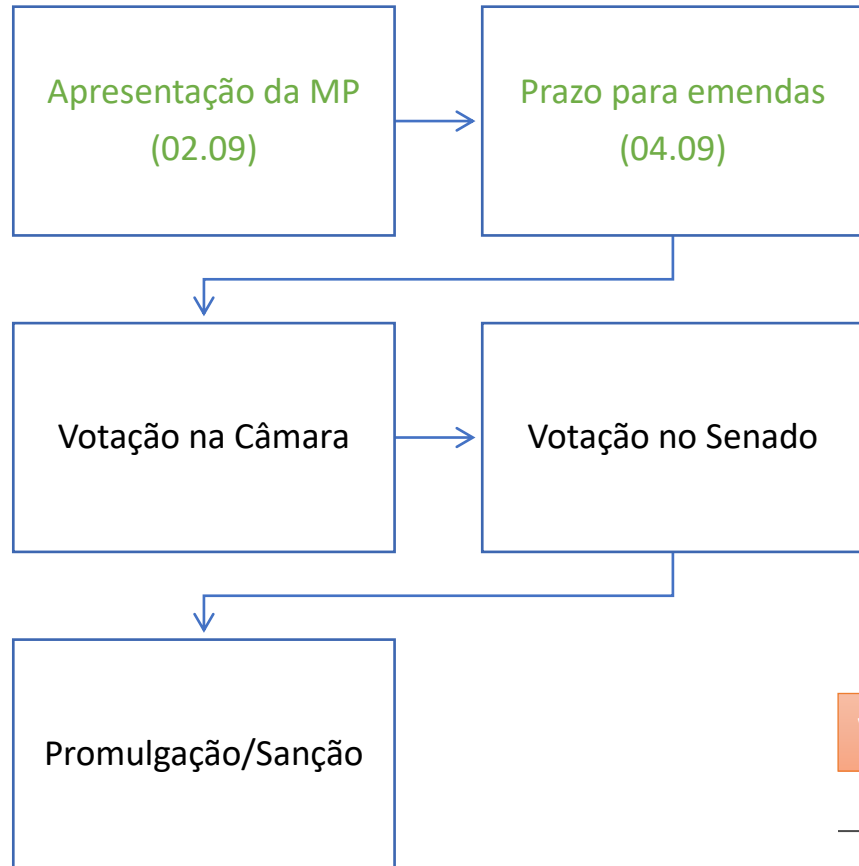 Apresentação da MP
(02.09)
Prazo para emendas
(04.09)
Votação na Câmara
Votação no Senado
Promulgação/Sanção